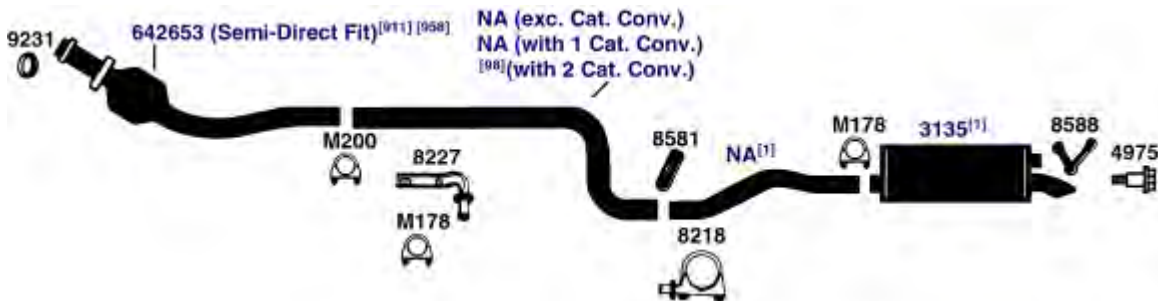 9231
642653 (Semi-Direct Fit)[911] [958]
NA (exc. Cat. Conv.)
NA (with 1 Cat. Conv.)
[98](with 2 Cat. Conv.)
M200
8227
M178
8581
NA[1]
8218
M178
3135[1]
8588
4975